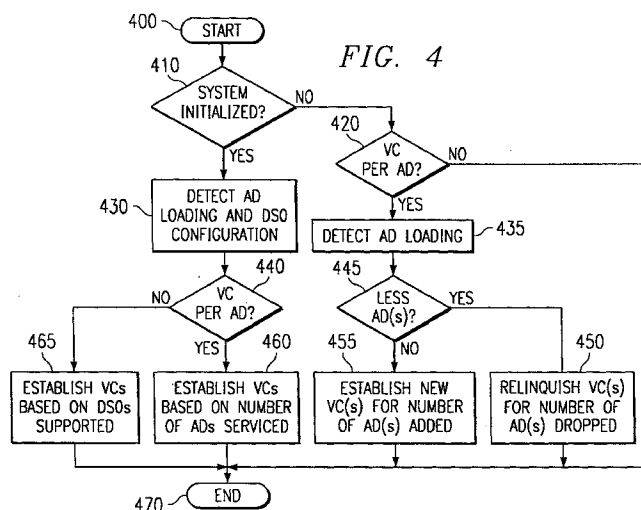 FIG. 4
400
START
410
SYSTEM
INITIALIZED?
NO
YES
420
VC
PER AD?
NO
YES
430
DETECT AD
LOADING AND DS0
CONFIGURATION
DETECT AD LOADING
435
440
VC
PER AD?
NO
YES
445
LESS
AD(s)?
YES
NO
465
ESTABLISH VCs
BASED ON DS0s
SUPPORTED
460
ESTABLISH VCs
BASED ON NUMBER
OF ADs SERVICED
455
ESTABLISH NEW
VC(s) FOR NUMBER
OF AD(s) ADDED
450
RELINQUISH VC(s)
FOR NUMBER OF
AD(s) DROPPED
470
END